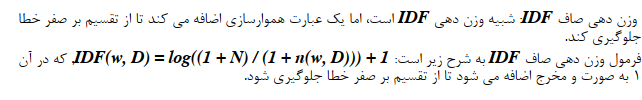 وزن دهی صاف IDF، شبیه وزن دهی IDF است، اما یک عبارت هموارسازی اضافه می کند تا از تقسیم بر صفر خطا
جلوگیری کند.
فرمول وزن دهی صاف IDF به شرح زیر است: IDF(w, D) = log((1 + N) / (1 + n(w, D))) + 1، که در آن
۱ به صورت و مخرج اضافه می شود تا از تقسیم بر صفر خطا جلوگیری شود.